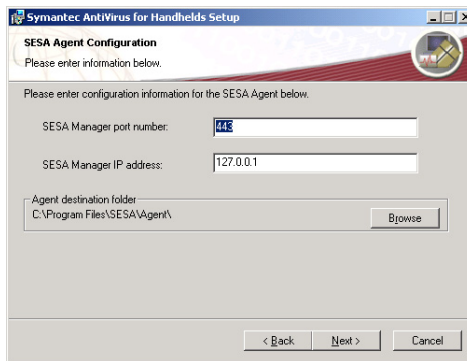 Symantec AntiVirus for Handhelds Setup
SESA Agent Configuration
Please enter information below.
Please enter configuration information for the SESA Agent below.
SESA Manager port number: 443
SESA Manager IP address: 127.0.0.1
Agent destination folder
C:\Program Files\SESA\Agent\
Browse
< Back Next > Cancel